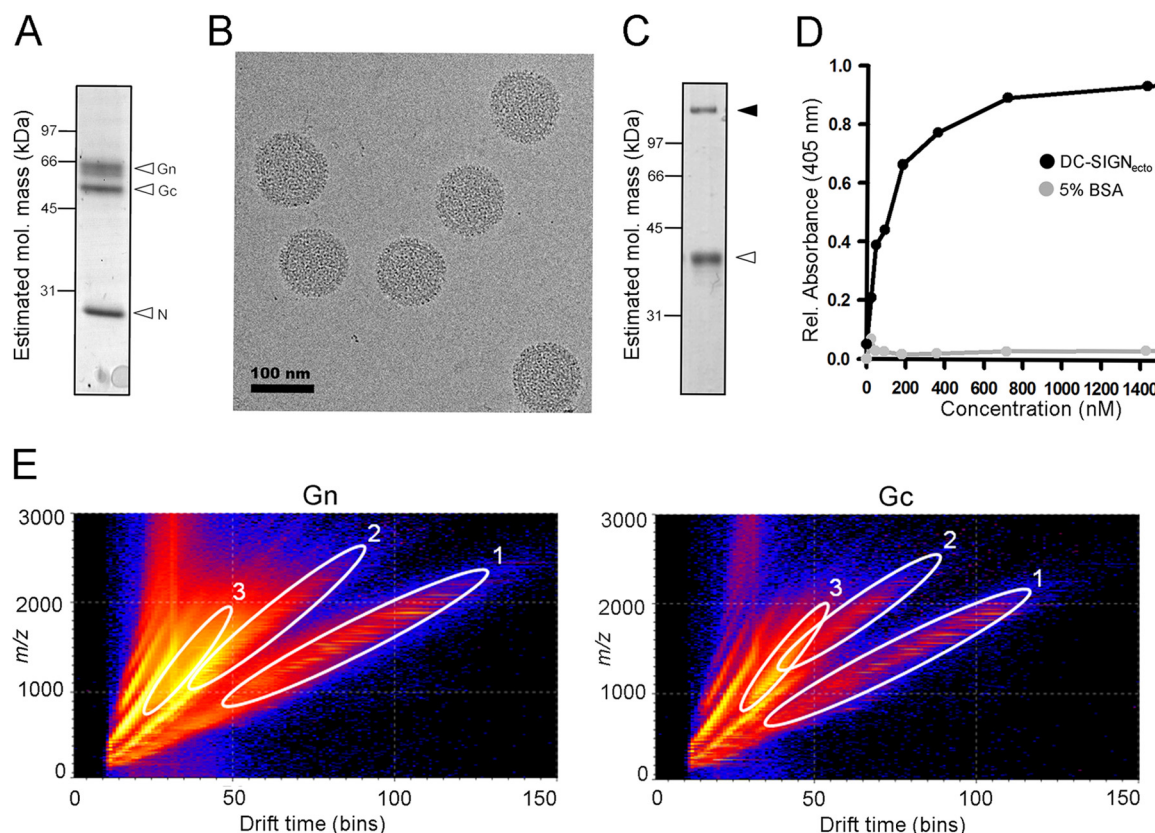 A
Estimated mol. mass (kDa)
97
66
45
31
Gn
Gc
N
B
100 nm
C
Estimated mol. mass (kDa)
97
66
45
31
D
Rel. Absorbance (405 nm)
1.0
0.8
0.6
0.4
0.2
0.0
DC-SIGNecto
5% BSA
0 200 400 600 800 1000 1200 1400
Concentration (nM)
E
Gn
m/z
3000
2000
1000
0
1
2
3
0 50 100 150
Drift time (bins)
Gc
m/z
3000
2000
1000
0
1
2
3
0 50 100 150
Drift time (bins)